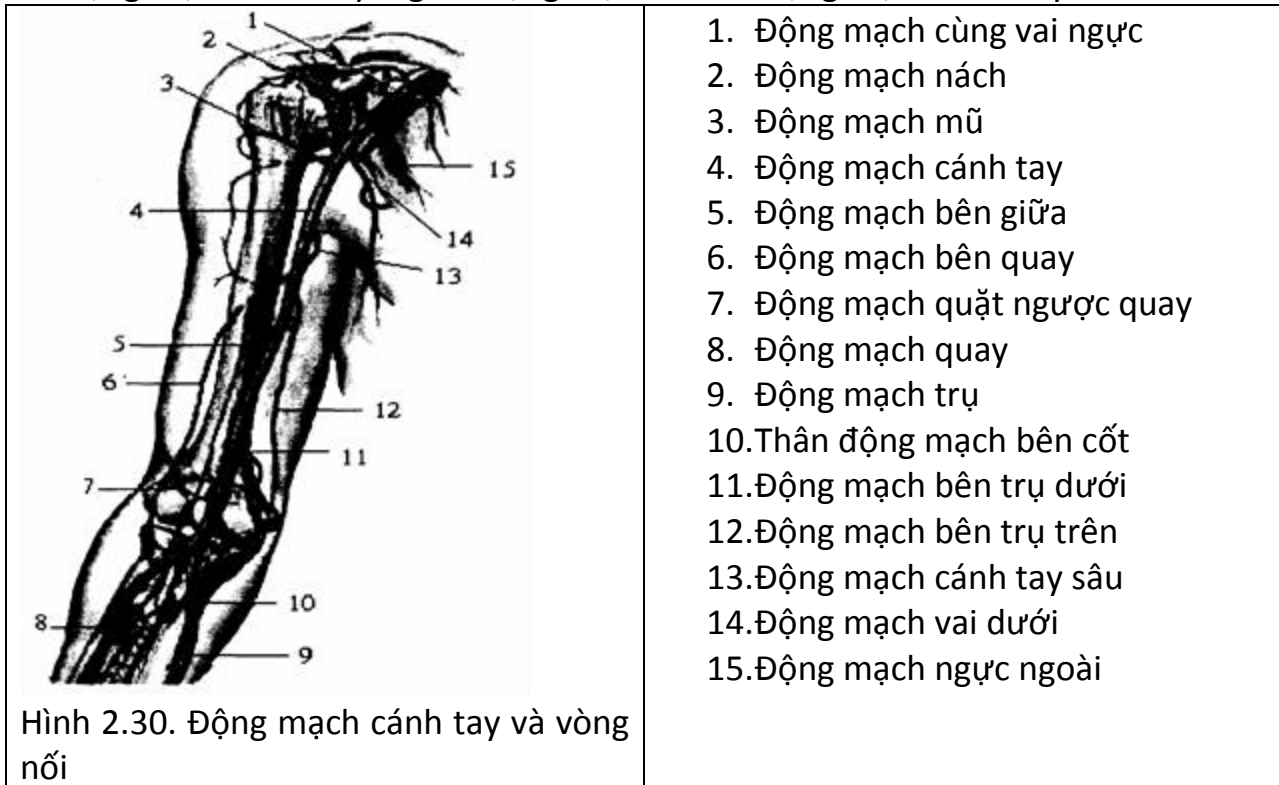 1
2
3
15
4
14
13
5
6
12
11
7
10
8
9
Hình 2.30. Động mạch cánh tay và vòng
nối
1. Động mạch cùng vai ngực
2. Động mạch nách
3. Động mạch mũ
4. Động mạch cánh tay
5. Động mạch bên giữa
6. Động mạch bên quay
7. Động mạch quặt ngược quay
8. Động mạch quay
9. Động mạch trụ
10.Thân động mạch bên cốt
11.Động mạch bên trụ dưới
12.Động mạch bên trụ trên
13.Động mạch cánh tay sâu
14.Động mạch vai dưới
15.Động mạch ngực ngoài